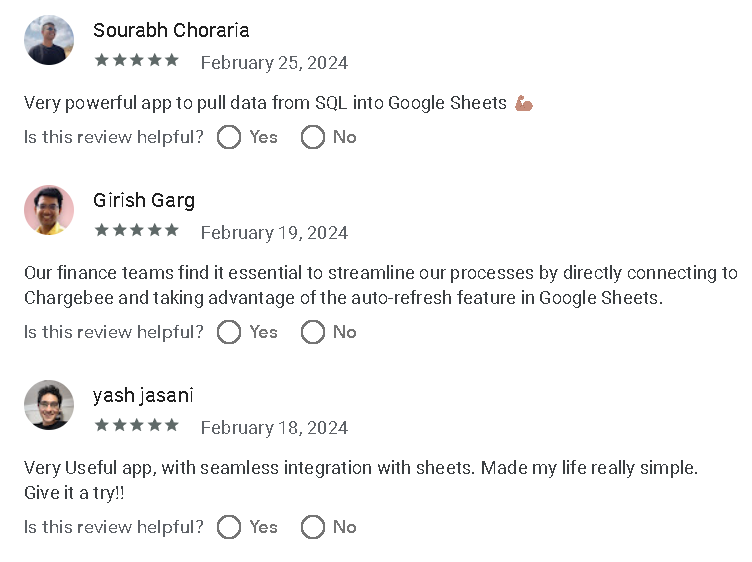 Sourabh Choraria
★★★★★ February 25, 2024
Very powerful app to pull data from SQL into Google Sheets 💪🏽
Is this review helpful? Yes No
Girish Garg
★★★★★ February 19, 2024
Our finance teams find it essential to streamline our processes by directly connecting to
Chargebee and taking advantage of the auto-refresh feature in Google Sheets.
Is this review helpful? Yes No
yash jasani
★★★★★ February 18, 2024
Very Useful app, with seamless integration with sheets. Made my life really simple.
Give it a try!!
Is this review helpful? Yes No